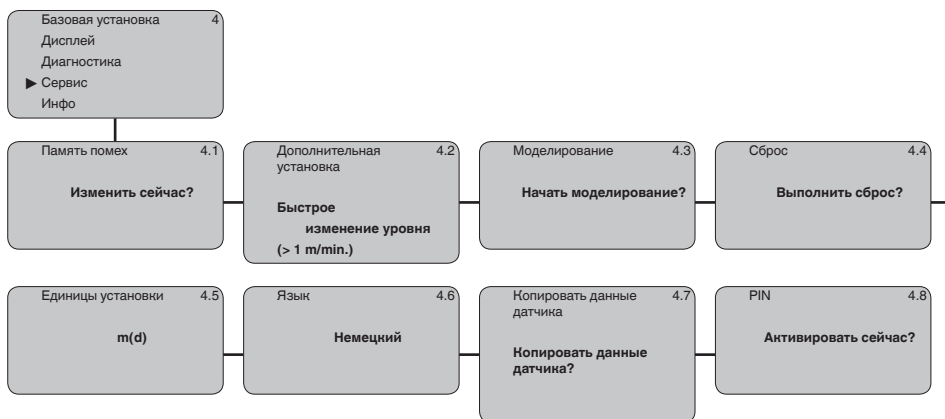 Базовая установка 4
Дисплей
Диагностика
▶ Сервис
Инфо
Память помех 4.1
Изменить сейчас?
Дополнительная 4.2
установка
Быстрое
изменение уровня
(> 1 m/min.)
Моделирование 4.3
Начать моделирование?
Сброс 4.4
Выполнить сброс?
Единицы установки 4.5
m(d)
Язык 4.6
Немецкий
Копировать данные 4.7
датчика
Копировать данные
датчика?
PIN 4.8
Активировать сейчас?